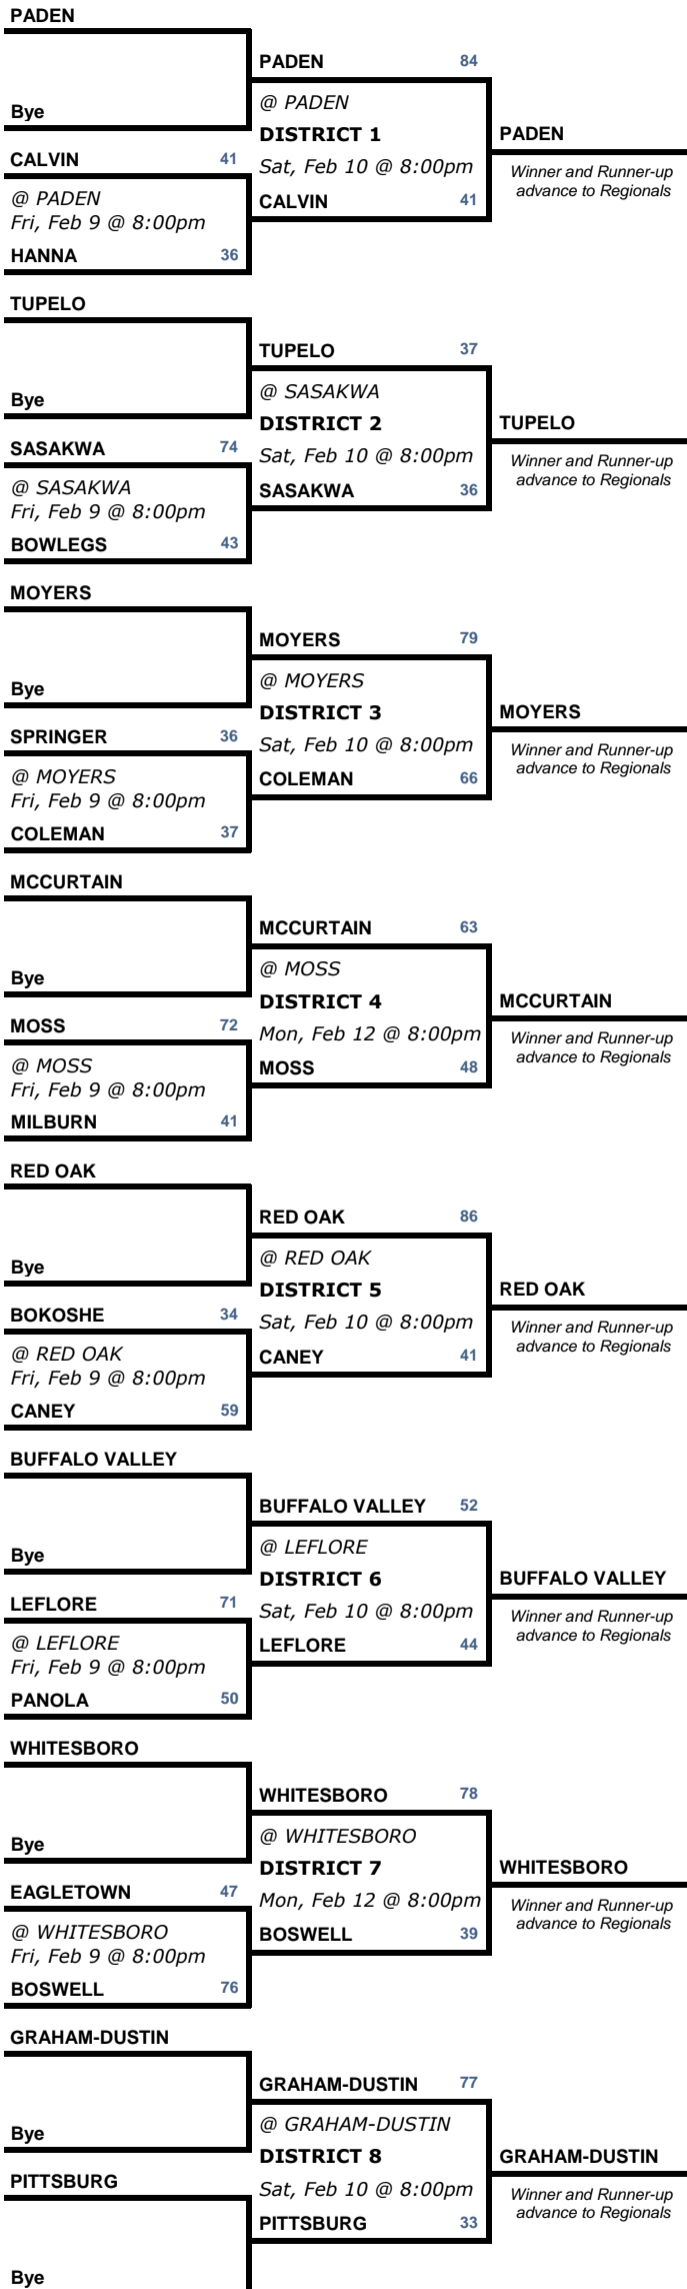 PADEN
Bye
CALVIN 41
@ PADEN
Fri, Feb 9 @ 8:00pm
HANNA 36
PADEN 84
@ PADEN
DISTRICT 1
Sat, Feb 10 @ 8:00pm
CALVIN 41
PADEN
Winner and Runner-up
advance to Regionals
TUPELO
Bye
SASAKWA 74
@ SASAKWA
Fri, Feb 9 @ 8:00pm
BOWLEGS 43
TUPELO 37
@ SASAKWA
DISTRICT 2
Sat, Feb 10 @ 8:00pm
SASAKWA 36
TUPELO
Winner and Runner-up
advance to Regionals
MOYERS
Bye
SPRINGER 36
@ MOYERS
Fri, Feb 9 @ 8:00pm
COLEMAN 37
MOYERS 79
@ MOYERS
DISTRICT 3
Sat, Feb 10 @ 8:00pm
COLEMAN 66
MOYERS
Winner and Runner-up
advance to Regionals
MCCURTAIN
Bye
MOSS 72
@ MOSS
Fri, Feb 9 @ 8:00pm
MILBURN 41
MCCURTAIN 63
@ MOSS
DISTRICT 4
Mon, Feb 12 @ 8:00pm
MOSS 48
MCCURTAIN
Winner and Runner-up
advance to Regionals
RED OAK
Bye
BOKOSHE 34
@ RED OAK
Fri, Feb 9 @ 8:00pm
CANEY 59
RED OAK 86
@ RED OAK
DISTRICT 5
Sat, Feb 10 @ 8:00pm
CANEY 41
RED OAK
Winner and Runner-up
advance to Regionals
BUFFALO VALLEY
Bye
LEFLORE 71
@ LEFLORE
Fri, Feb 9 @ 8:00pm
PANOLA 50
BUFFALO VALLEY 52
@ LEFLORE
DISTRICT 6
Sat, Feb 10 @ 8:00pm
LEFLORE 44
BUFFALO VALLEY
Winner and Runner-up
advance to Regionals
WHITESBORO
Bye
EAGLETOWN 47
@ WHITESBORO
Fri, Feb 9 @ 8:00pm
BOSWELL 76
WHITESBORO 78
@ WHITESBORO
DISTRICT 7
Mon, Feb 12 @ 8:00pm
BOSWELL 39
WHITESBORO
Winner and Runner-up
advance to Regionals
GRAHAM-DUSTIN
Bye
PITTSBURG
Bye
GRAHAM-DUSTIN 77
@ GRAHAM-DUSTIN
DISTRICT 8
Sat, Feb 10 @ 8:00pm
PITTSBURG 33
GRAHAM-DUSTIN
Winner and Runner-up
advance to Regionals